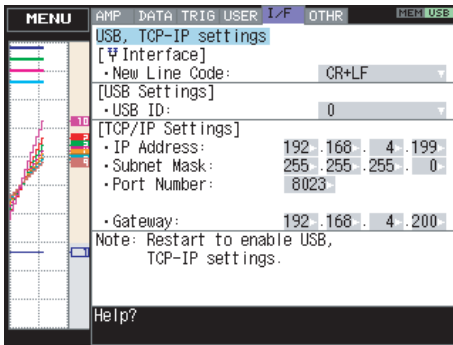 MENU
AMP DATA TRIG USER I/F OTHR MEM USB
USB, TCP-IP settings
[Interface]
・New Line Code: CR+LF
[USB Settings]
・USB ID: 0
[TCP/IP Settings]
・IP Address: 192.168. 4.199
・Subnet Mask: 255.255.255. 0
・Port Number: 8023
・Gateway: 192.168. 4.200
Note: Restart to enable USB,
TCP-IP settings.
Help?
10
1